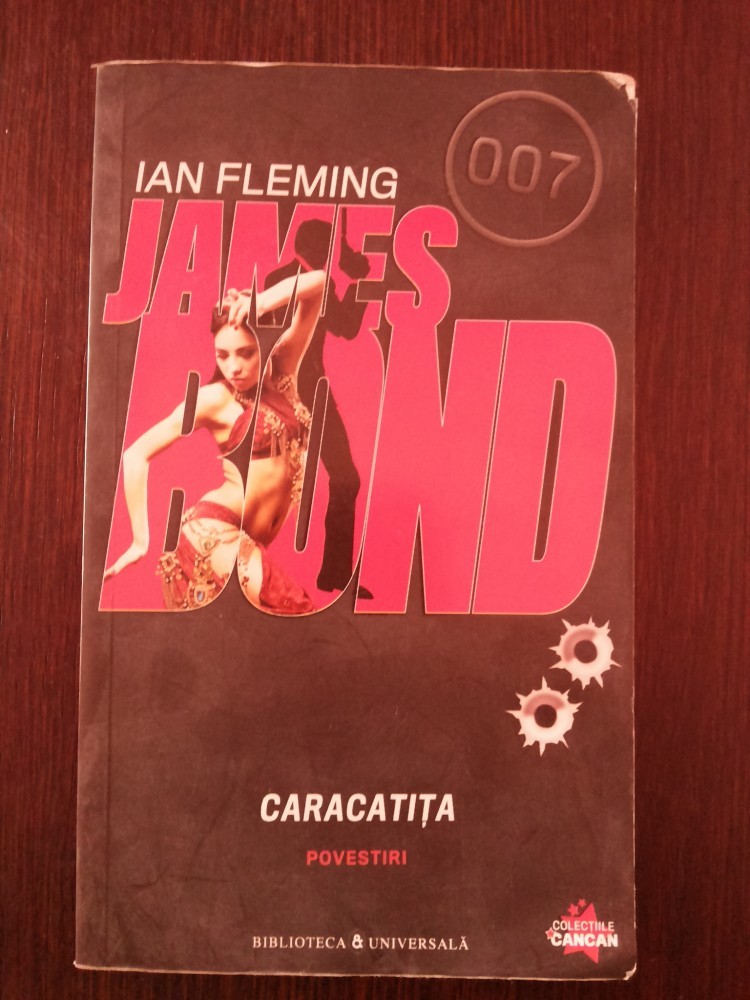 007
IAN FLEMING
JAMES
BOND
CARACATIȚA
POVESTIRI
BIBLIOTECA & UNIVERSALĂ
COLECȚIILE
CANCAN